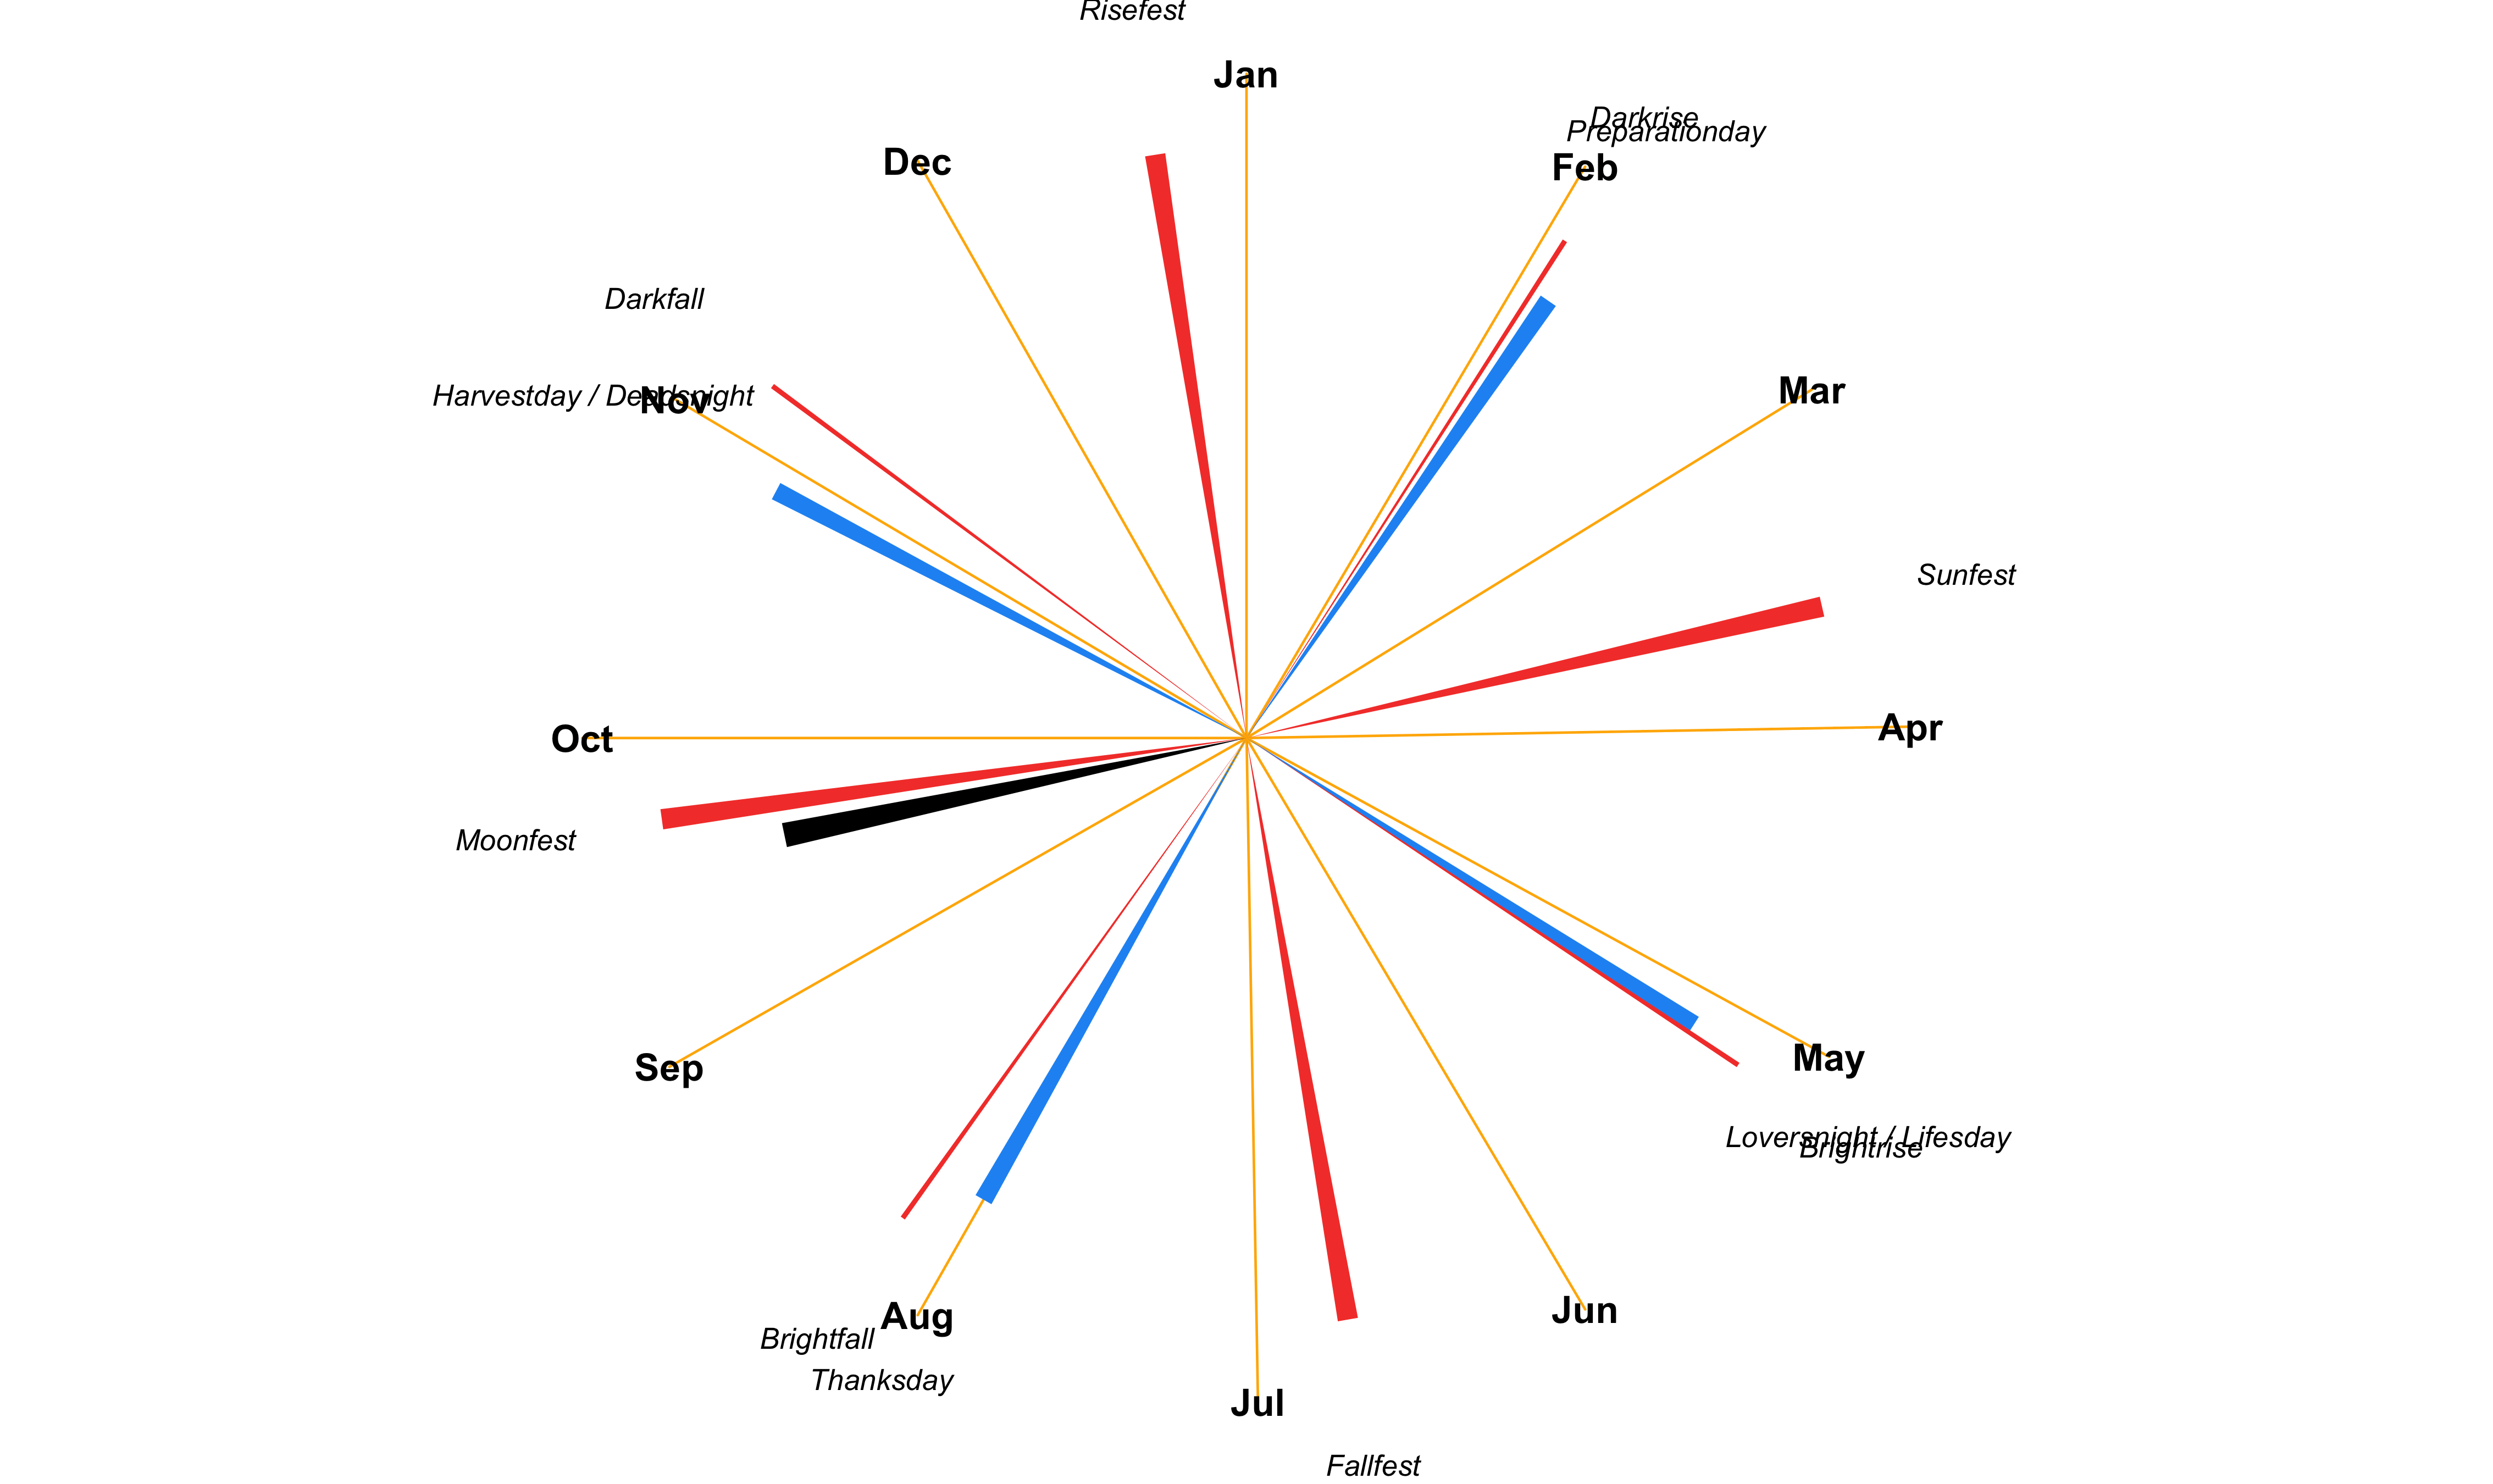 Risefest
Jan
Darkrise
Preparationday
Feb
Dec
Darkfall
Mar
Harvestday / Deadsnight
Nov
Sunfest
Apr
Oct
Moonfest
May
Sep
Loversnight / Lifesday
Brightrise
Jun
Aug
Brightfall
Thanksday
Jul
Fallfest